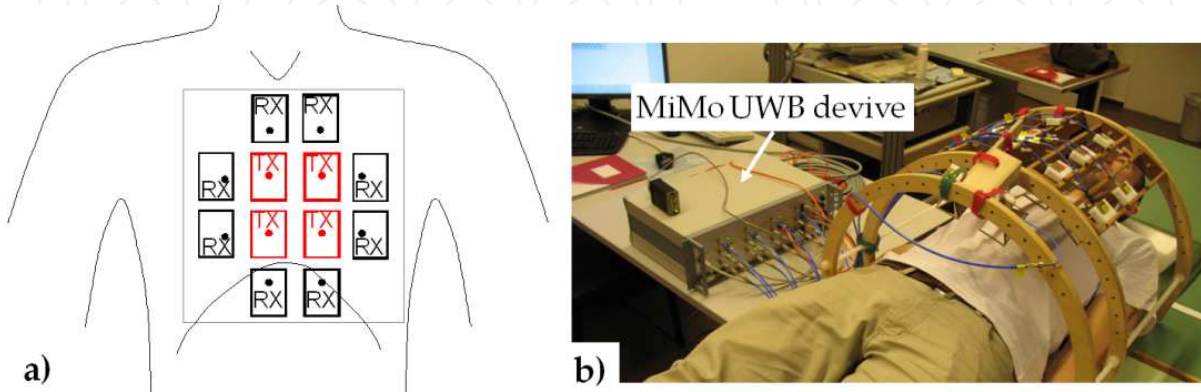 RX RX
RX TX TX RX
RX TX TX RX
RX RX
a)
MiMo UWB devive
b)